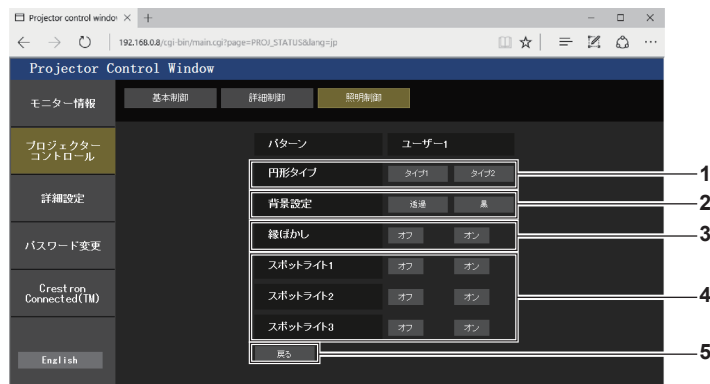 Projector control windov
192.168.0.8/cgi-bin/main.cgi?page=PROJ_STATUS&lang=jp
Projector Control Window
モニター情報
基本制御 詳細制御 照明制御
プロジェクター
コントロール
詳細設定
パスワード変更
Crestron
Connected(TM)
English
パターン ユーザー1
円形タイプ タイプ1 タイプ2 1
背景設定 透過 黒 2
縁ぼかし オフ オン 3
スポットライト1 オフ オン
スポットライト2 オフ オン 4
スポットライト3 オフ オン
戻る 5